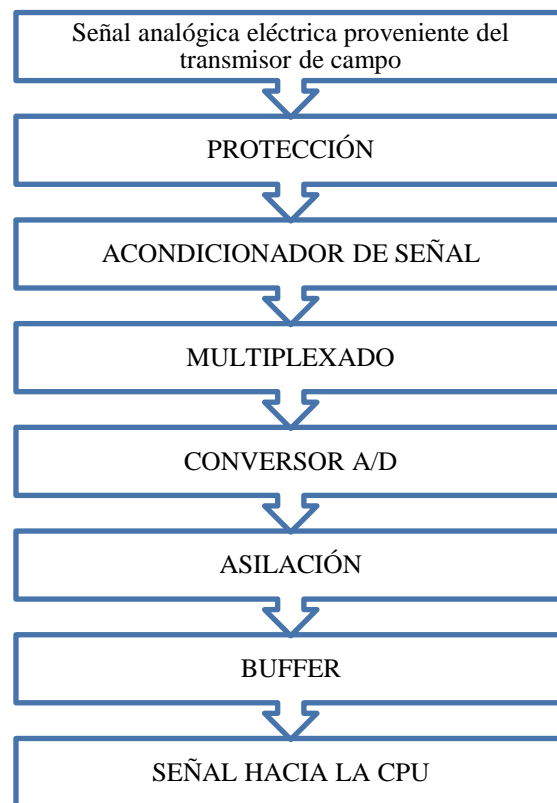 Señal analógica eléctrica proveniente del
transmisor de campo
PROTECCIÓN
ACONDICIONADOR DE SEÑAL
MULTIPLEXADO
CONVERSOR A/D
ASILACIÓN
BUFFER
SEÑAL HACIA LA CPU